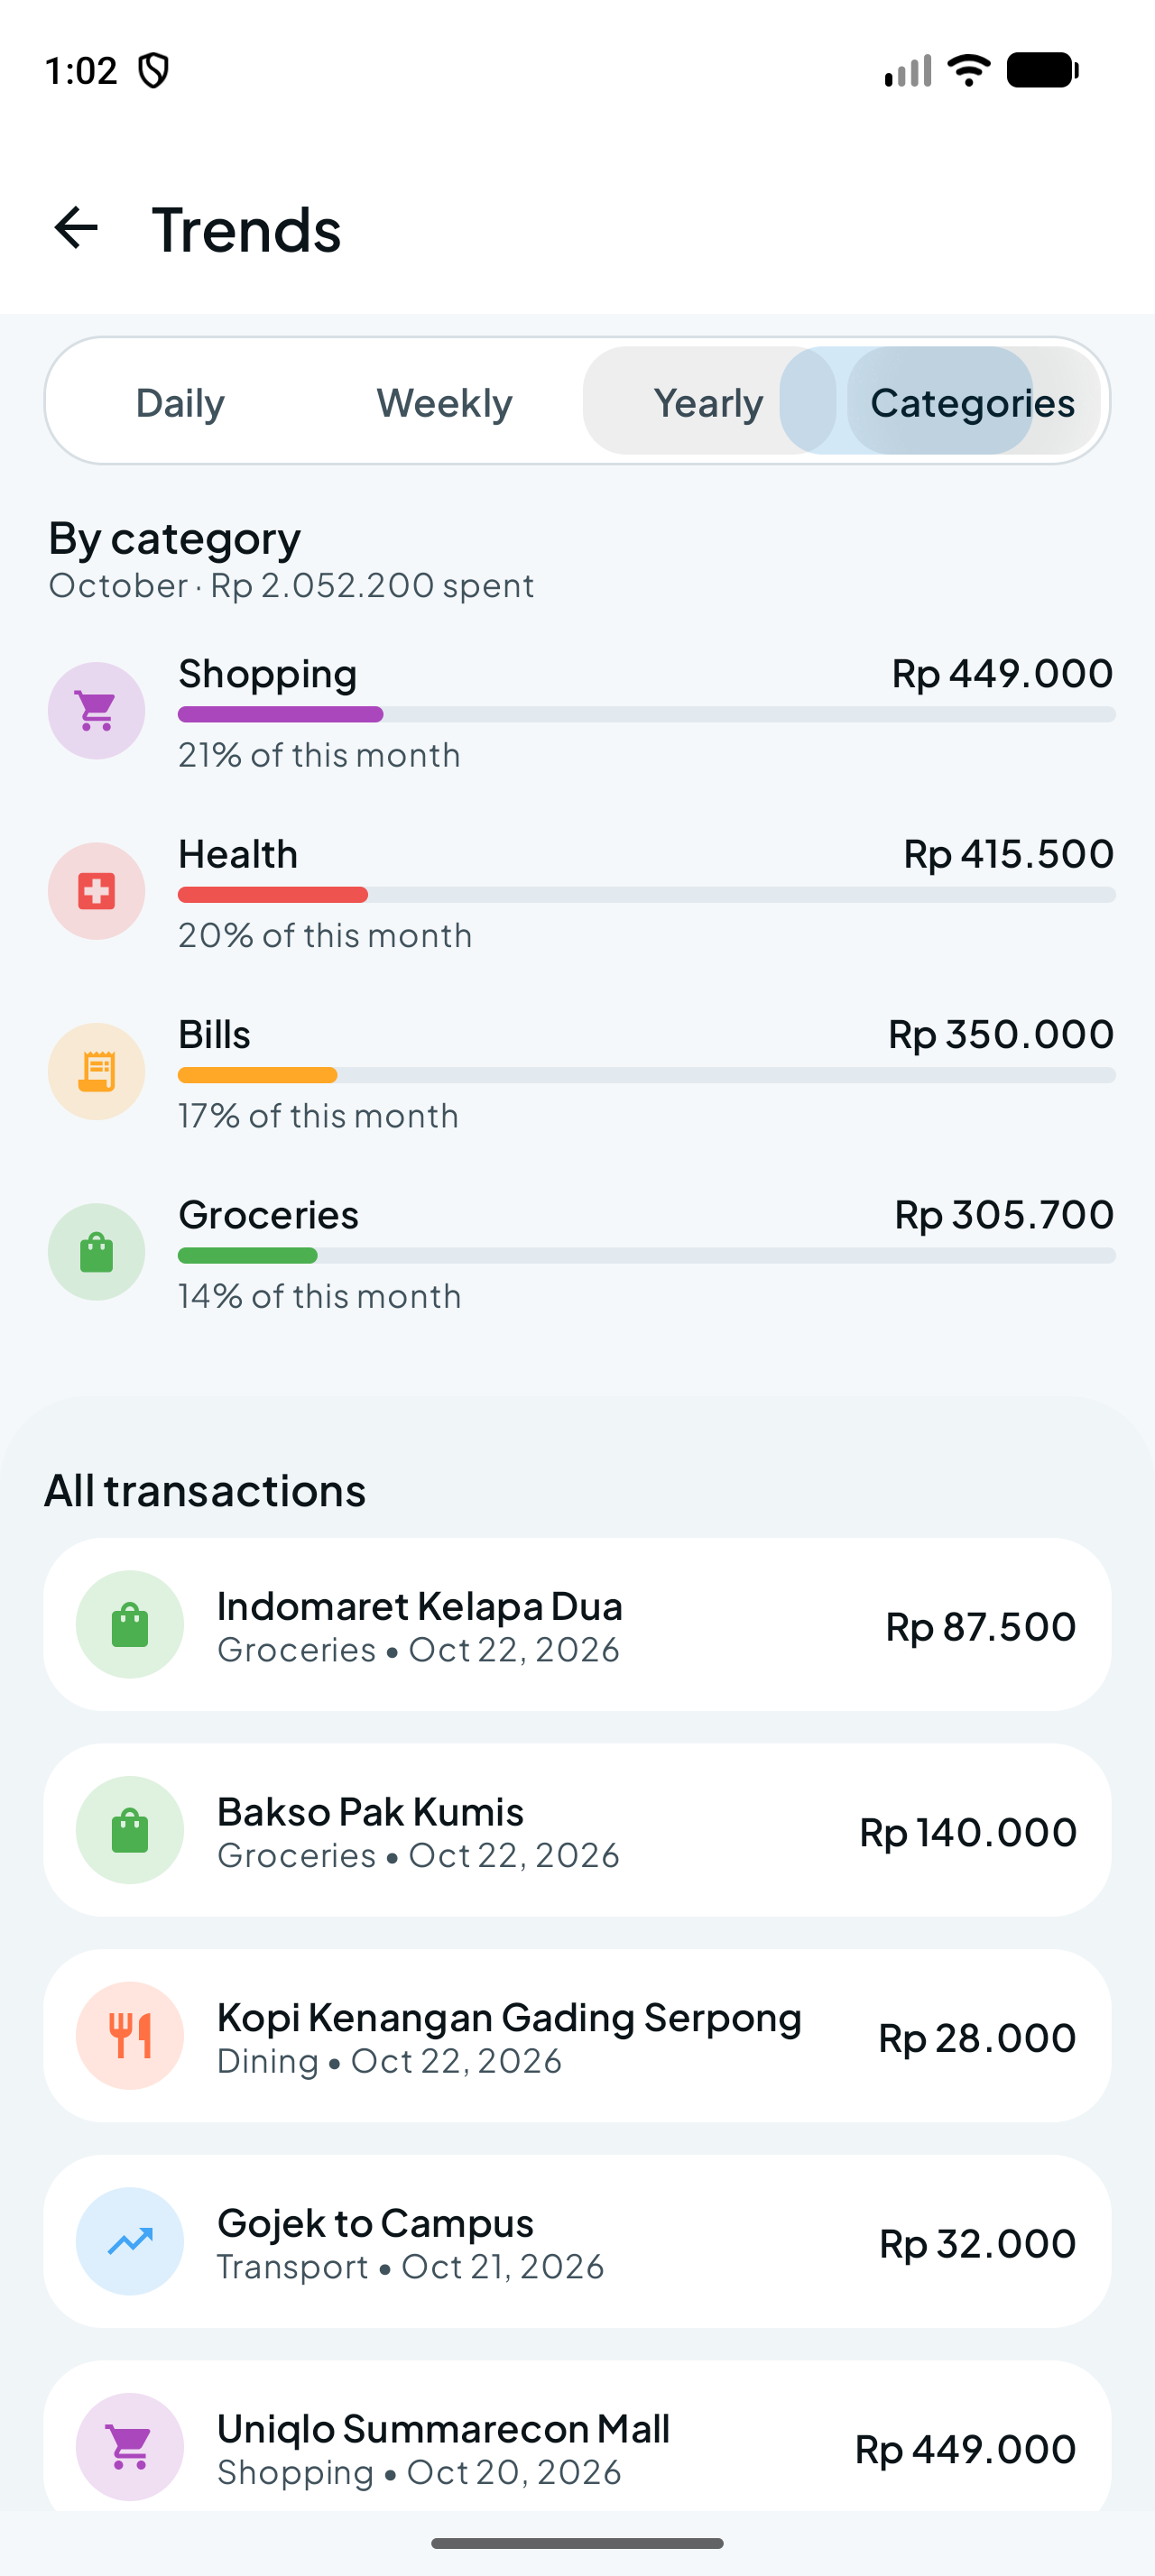 1:02
Trends
Daily Weekly Yearly Categories
By category
October · Rp 2.052.200 spent
Shopping Rp 449.000
21% of this month
Health Rp 415.500
20% of this month
Bills Rp 350.000
17% of this month
Groceries Rp 305.700
14% of this month
All transactions
Indomaret Kelapa Dua
Groceries • Oct 22, 2026
Rp 87.500
Bakso Pak Kumis
Groceries • Oct 22, 2026
Rp 140.000
Kopi Kenangan Gading Serpong
Dining • Oct 22, 2026
Rp 28.000
Gojek to Campus
Transport • Oct 21, 2026
Rp 32.000
Uniqlo Summarecon Mall
Shopping • Oct 20, 2026
Rp 449.000